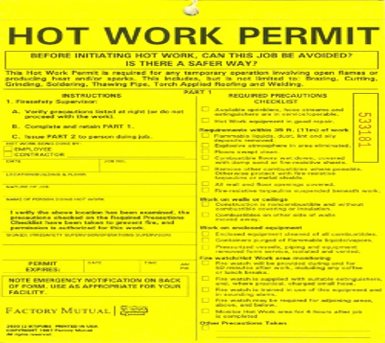 HOT WORK PERMIT
BEFORE INITIATING HOT WORK, CAN THIS JOB BE AVOIDED?
IS THERE A SAFER WAY?
This Hot Work Permit is required for any temporary operation involving open flames or
producing heat and/or sparks. This includes, but is not limited to: Brazing, Cutting,
Grinding, Soldering, Thawing Pipe, Torch Applied Roofing and Welding.
PART 1
INSTRUCTIONS
1. Firesafety Supervisor:
A. Verify precautions listed at right (or do not
proceed with the work).
B. Complete and retain PART 1.
C. Issue PART 2 to person doing job.
HOT WORK BEING DONE BY:
EMPLOYEE
CONTRACTOR
DATE
JOB NO.
LOCATION/BUILDING & FLOOR
NATURE OF JOB
NAME OF PERSON DOING HOT WORK
I verify the above location has been examined, the
precautions checked on the Required Precautions
Checklist have been taken to prevent fire, and
permission is authorized for this work.
PERMIT
EXPIRES:
DATE
TIME
AM
PM
NOTE EMERGENCY NOTIFICATION ON BACK
OF FORM. USE AS APPROPRIATE FOR YOUR
FACILITY.
FACTORY MUTUAL
PRINTED IN USA
REQUIRED PRECAUTIONS
CHECKLIST
Available sprinklers, hose streams and
extinguishers are in service/operable.
Hot Work equipment in good repair.
Requirements within 35 ft. (11m) of work
Flammable liquids, dust, lint and oily
deposits removed.
Explosive atmosphere in area eliminated.
Floors swept clean.
Combustible floors wet down, covered
with damp sand or fire-resistive sheets.
Remove other combustibles where possible.
Otherwise protect with fire-resistive
tarpaulins or metal shields.
All wall and floor openings covered.
Fire-resistive tarpaulins suspended beneath work.
Work on walls or ceilings
Construction is noncombustible and without
combustible covering or insulation.
Combustibles on other side of walls
moved away.
Work on enclosed equipment
Enclosed equipment cleaned of all combustibles.
Containers purged of flammable liquids/vapors.
Pressurized vessels, piping and equipment
removed from service, isolated and vented.
Fire watch/Hot Work area monitoring
Fire watch will be provided during and for
60 minutes after work, including any coffee
or lunch breaks.
Fire watch is supplied with suitable extinguishers,
and, where practical, charged small hose.
Fire watch is trained in use of this equipment and
in sounding alarm.
Fire watch may be required for adjoining areas,
above, and below.
Monitor Hot Work area for 4 hours after job
is completed
Other Precautions Taken